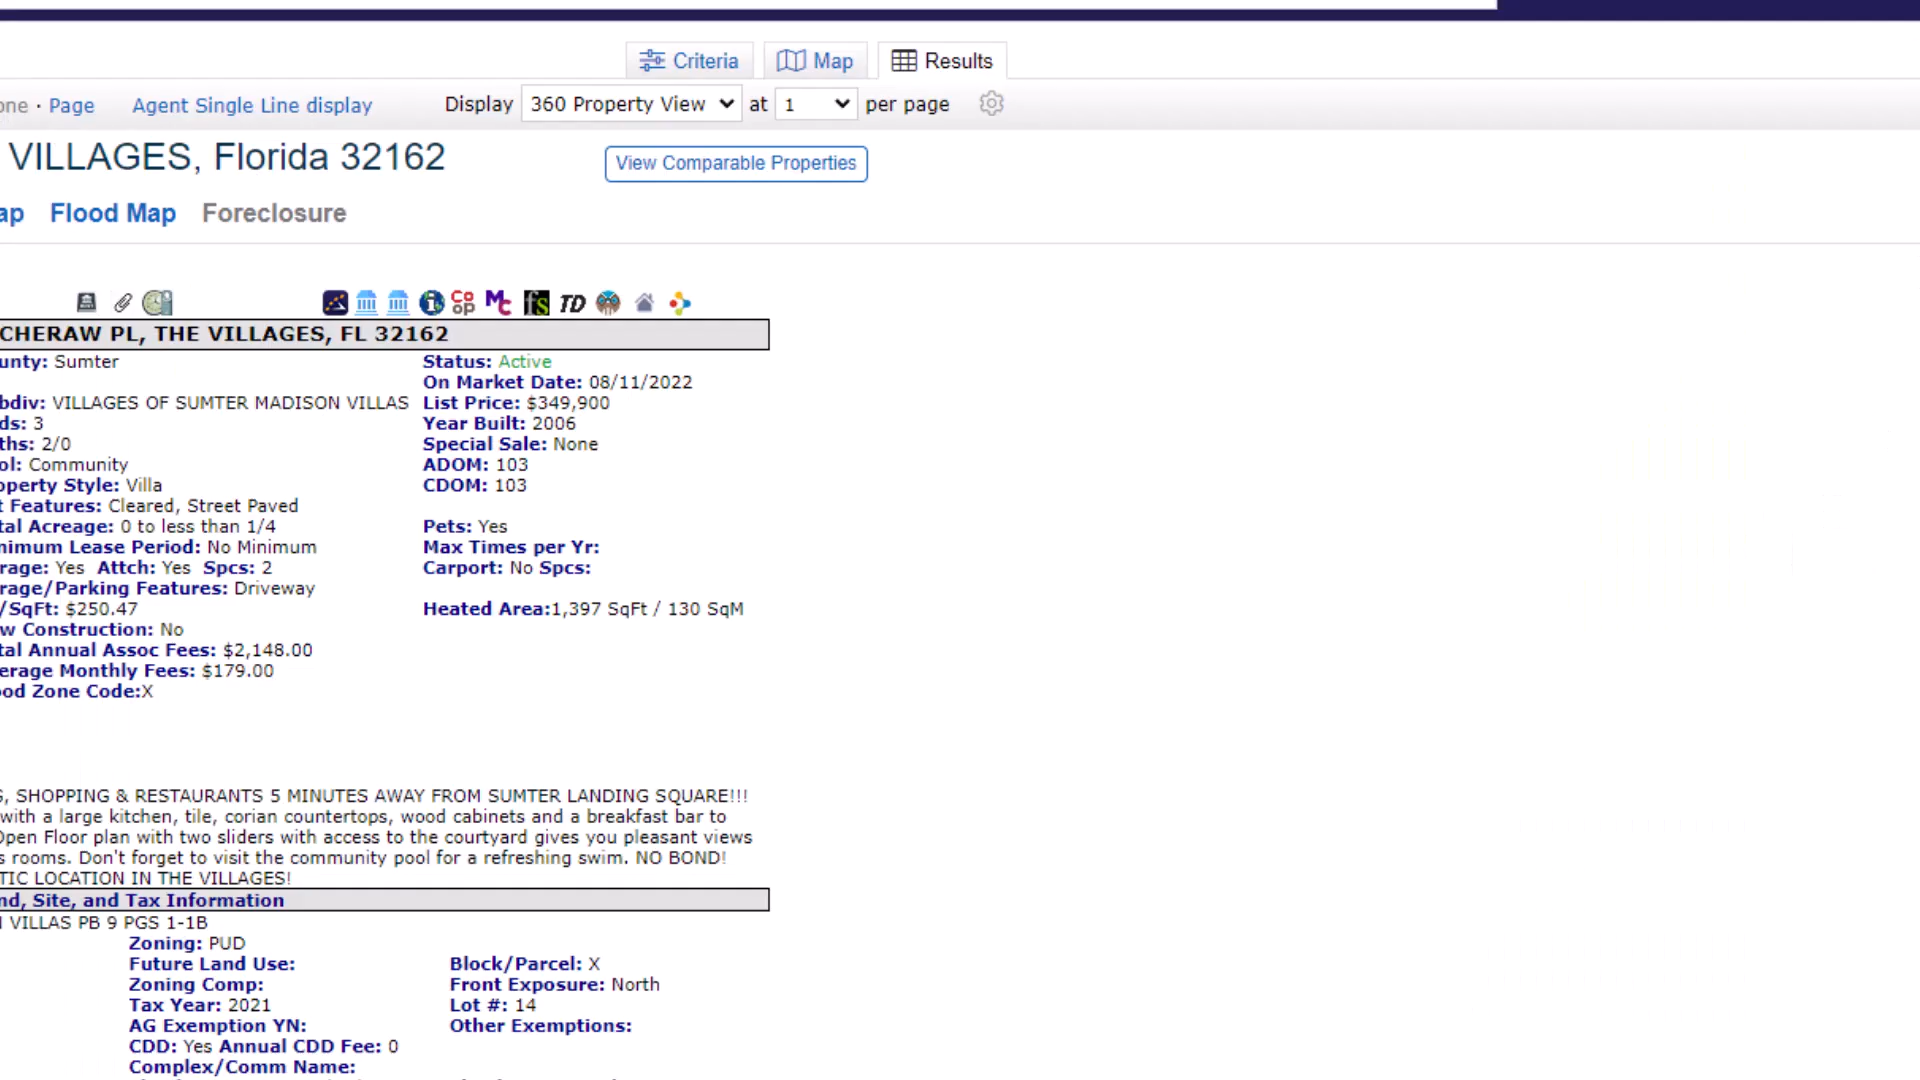 Criteria Map Results
one · Page Agent Single Line display Display 360 Property View at 1 per page
VILLAGES, Florida 32162 View Comparable Properties
ap Flood Map Foreclosure
CHERAW PL, THE VILLAGES, FL 32162
unty: Sumter Status: Active
On Market Date: 08/11/2022
bdiv: VILLAGES OF SUMTER MADISON VILLAS List Price: $349,900
ds: 3 Year Built: 2006
ths: 2/0 Special Sale: None
ol: Community ADOM: 103
operty Style: Villa CDOM: 103
t Features: Cleared, Street Paved
tal Acreage: 0 to less than 1/4 Pets: Yes
nimum Lease Period: No Minimum Max Times per Yr:
rage: Yes Attch: Yes Spcs: 2 Carport: No Spcs:
rage/Parking Features: Driveway
/SqFt: $250.47 Heated Area:1,397 SqFt / 130 SqM
w Construction: No
tal Annual Assoc Fees: $2,148.00
erage Monthly Fees: $179.00
ood Zone Code:X
S, SHOPPING & RESTAURANTS 5 MINUTES AWAY FROM SUMTER LANDING SQUARE!!!
with a large kitchen, tile, corian countertops, wood cabinets and a breakfast bar to
Open Floor plan with two sliders with access to the courtyard gives you pleasant views
s rooms. Don't forget to visit the community pool for a refreshing swim. NO BOND!
TIC LOCATION IN THE VILLAGES!
nd, Site, and Tax Information
VILLAS PB 9 PGS 1-1B
Zoning: PUD
Future Land Use: Block/Parcel: X
Zoning Comp: Front Exposure: North
Tax Year: 2021 Lot #: 14
AG Exemption YN: Other Exemptions:
CDD: Yes Annual CDD Fee: 0
Complex/Comm Name: